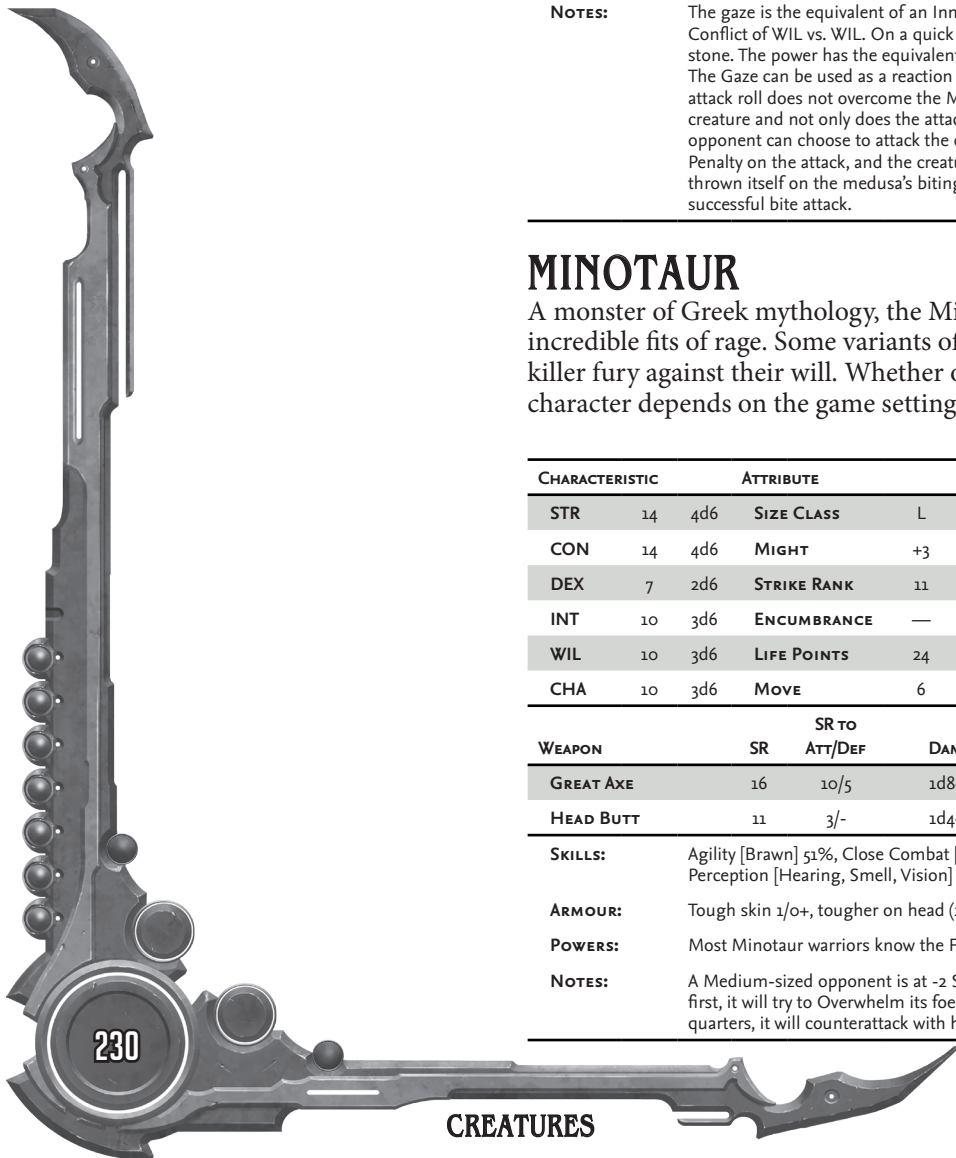 Notes: The gaze is the equivalent of an Inn
Conflict of WIL vs. WIL. On a quick
stone. The power has the equivalent
The Gaze can be used as a reaction
attack roll does not overcome the M
creature and not only does the attac
opponent can choose to attack the
Penalty on the attack, and the creatu
thrown itself on the medusa's biting
successful bite attack.
MINOTAUR
A monster of Greek mythology, the Mi
incredible fits of rage. Some variants of
killer fury against their will. Whether o
character depends on the game setting
Characteristic Attribute
STR 14 4d6 Size Class L
CON 14 4d6 Might +3
DEX 7 2d6 Strike Rank 11
INT 10 3d6 Encumbrance —
WIL 10 3d6 Life Points 24
CHA 10 3d6 Move 6
Weapon SR SR to Att/Def Dam
Great Axe 16 10/5 1d8
Head Butt 11 3/- 1d4
Skills: Agility [Brawn] 51%, Close Combat [
Perception [Hearing, Smell, Vision]
Armour: Tough skin 1/0+, tougher on head (
Powers: Most Minotaur warriors know the F
Notes: A Medium-sized opponent is at -2 S
first, it will try to Overwhelm its foe
quarters, it will counterattack with h
230
CREATURES